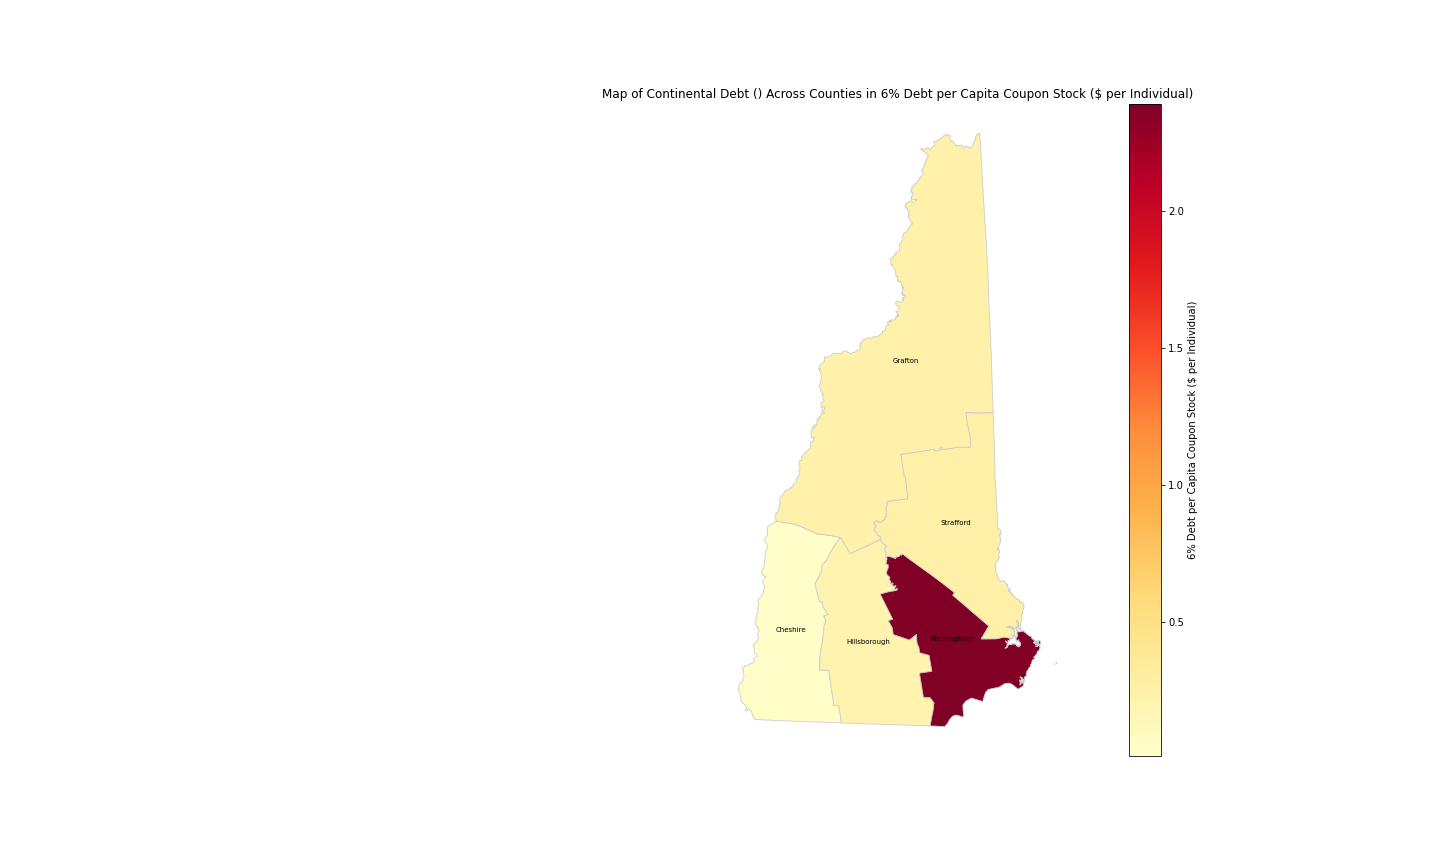 Map of Continental Debt () Across Counties in 6% Debt per Capita Coupon Stock ($ per Individual)
Grafton
Strafford
Cheshire
Hillsborough
Rockingham
2.0
1.5
1.0
0.5
6% Debt per Capita Coupon Stock ($ per Individual)